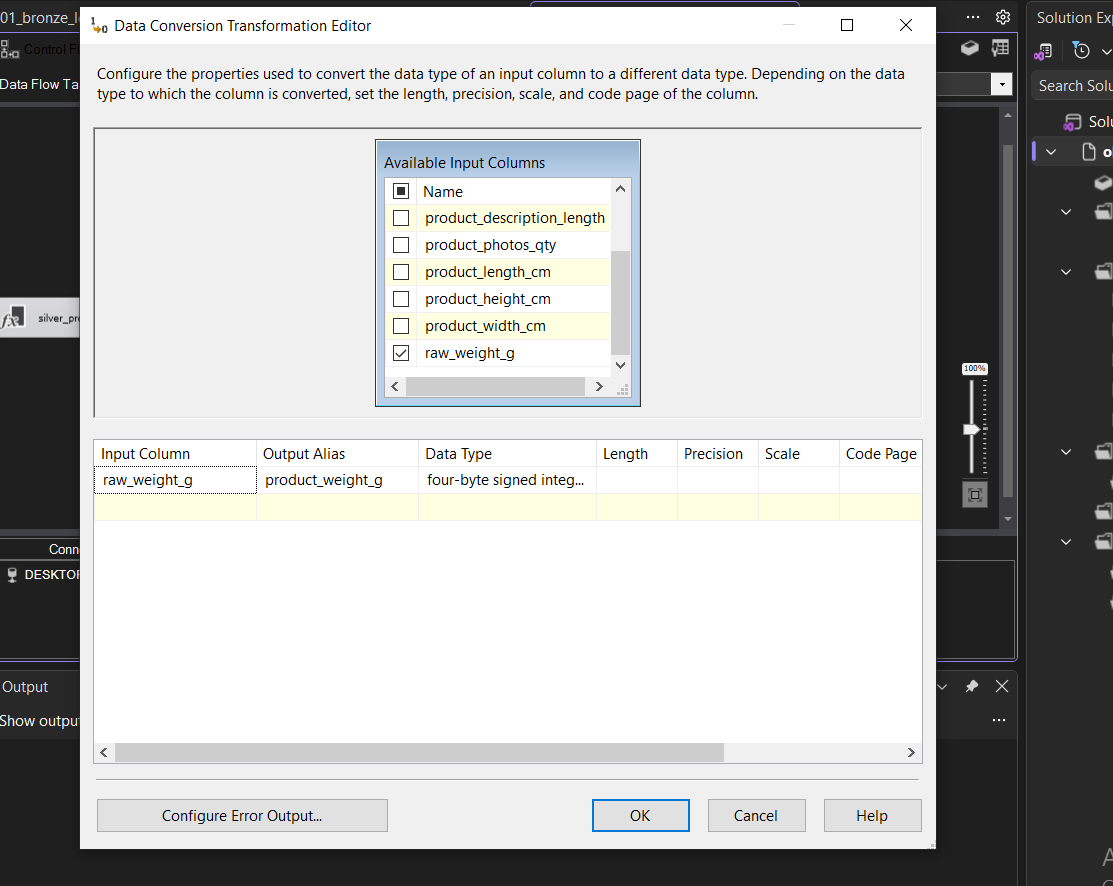 01_bronze_l
Data Conversion Transformation Editor
Solution Exp
Control F
Data Flow Ta
Configure the properties used to convert the data type of an input column to a different data type. Depending on the data
type to which the column is converted, set the length, precision, scale, and code page of the column.
Search Solu
Solu
Available Input Columns
Name
product_description_length
product_photos_qty
product_length_cm
product_height_cm
product_width_cm
raw_weight_g
silver_pro
100%
Input Column Output Alias Data Type Length Precision Scale Code Page
raw_weight_g product_weight_g four-byte signed integ...
Conne
DESKTOP
Output
Show output
Configure Error Output...
OK
Cancel
Help